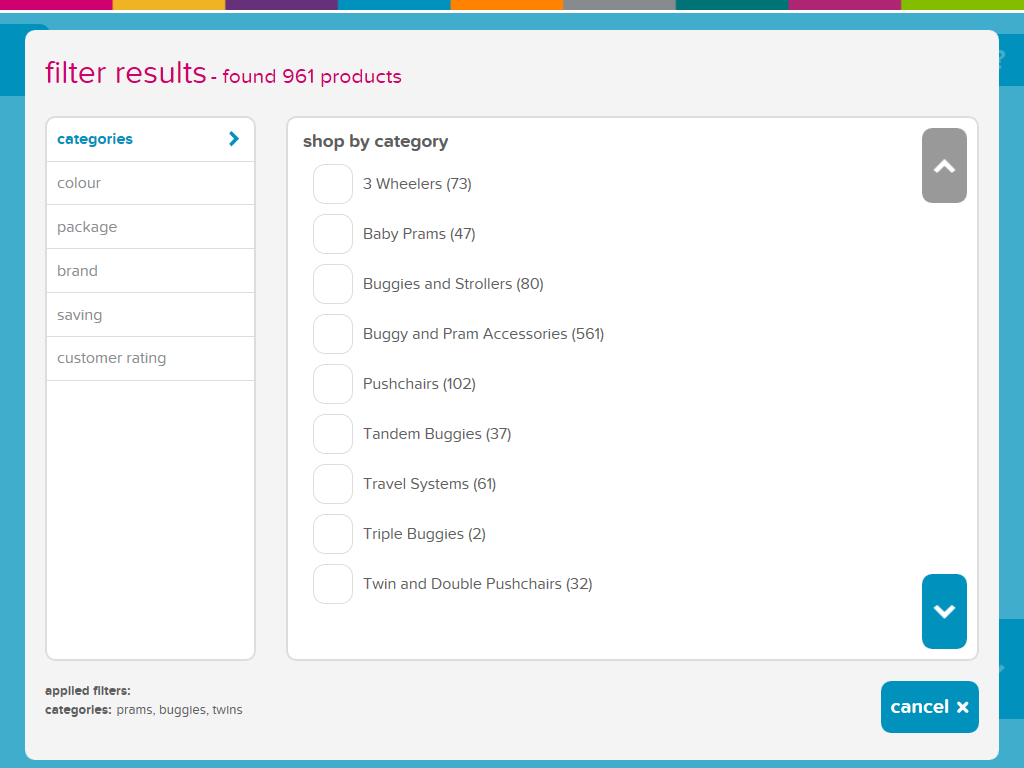 filter results - found 961 products
categories
colour
package
brand
saving
customer rating
shop by category
3 Wheelers (73)
Baby Prams (47)
Buggies and Strollers (80)
Buggy and Pram Accessories (561)
Pushchairs (102)
Tandem Buggies (37)
Travel Systems (61)
Triple Buggies (2)
Twin and Double Pushchairs (32)
applied filters:
categories: prams, buggies, twins
cancel ×
?